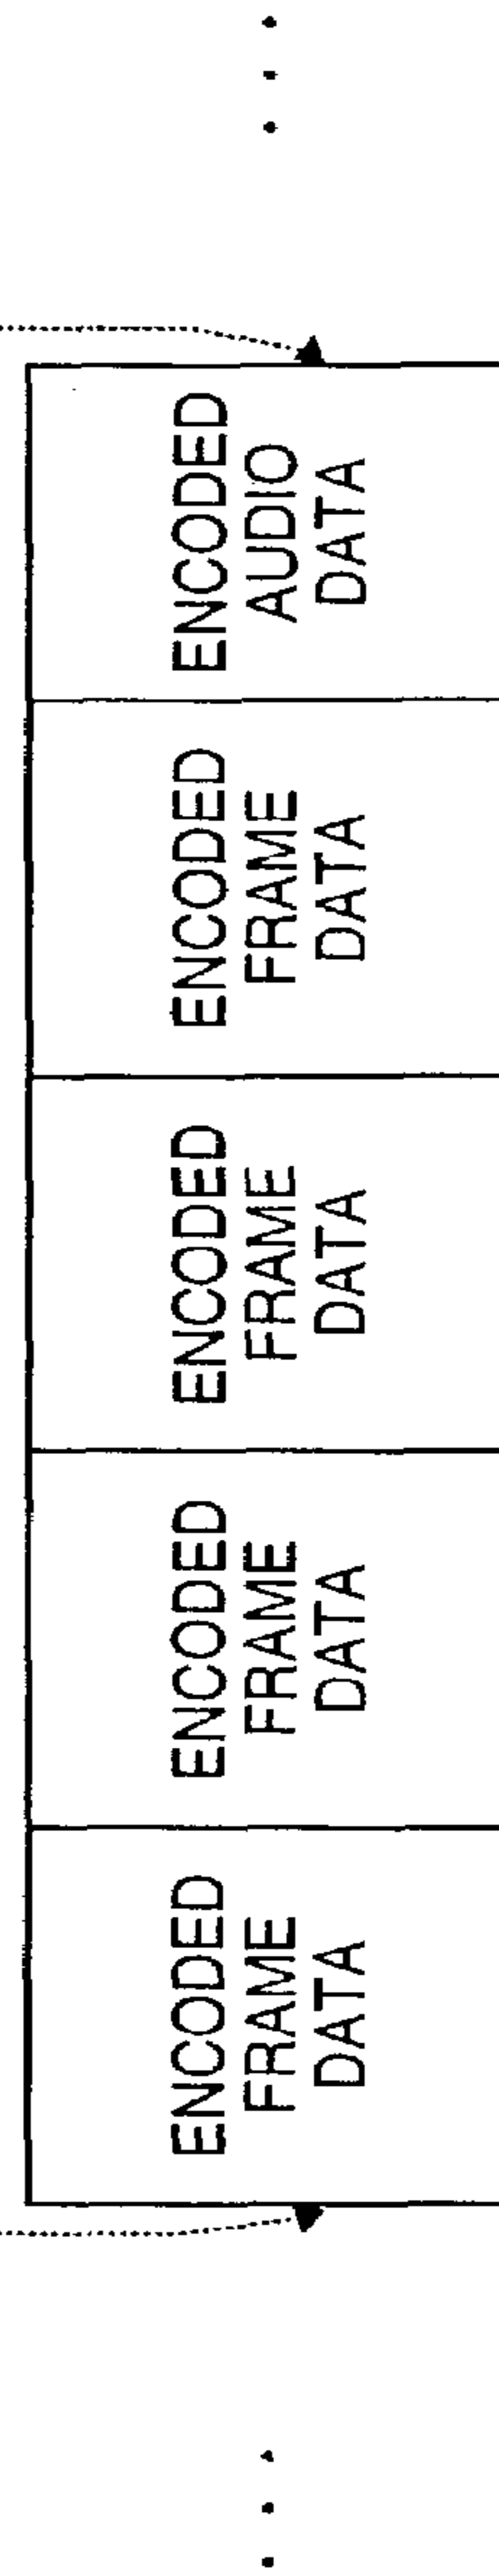 ...
ENCODED
FRAME
DATA
ENCODED
FRAME
DATA
ENCODED
FRAME
DATA
ENCODED
FRAME
DATA
ENCODED
AUDIO
DATA
...